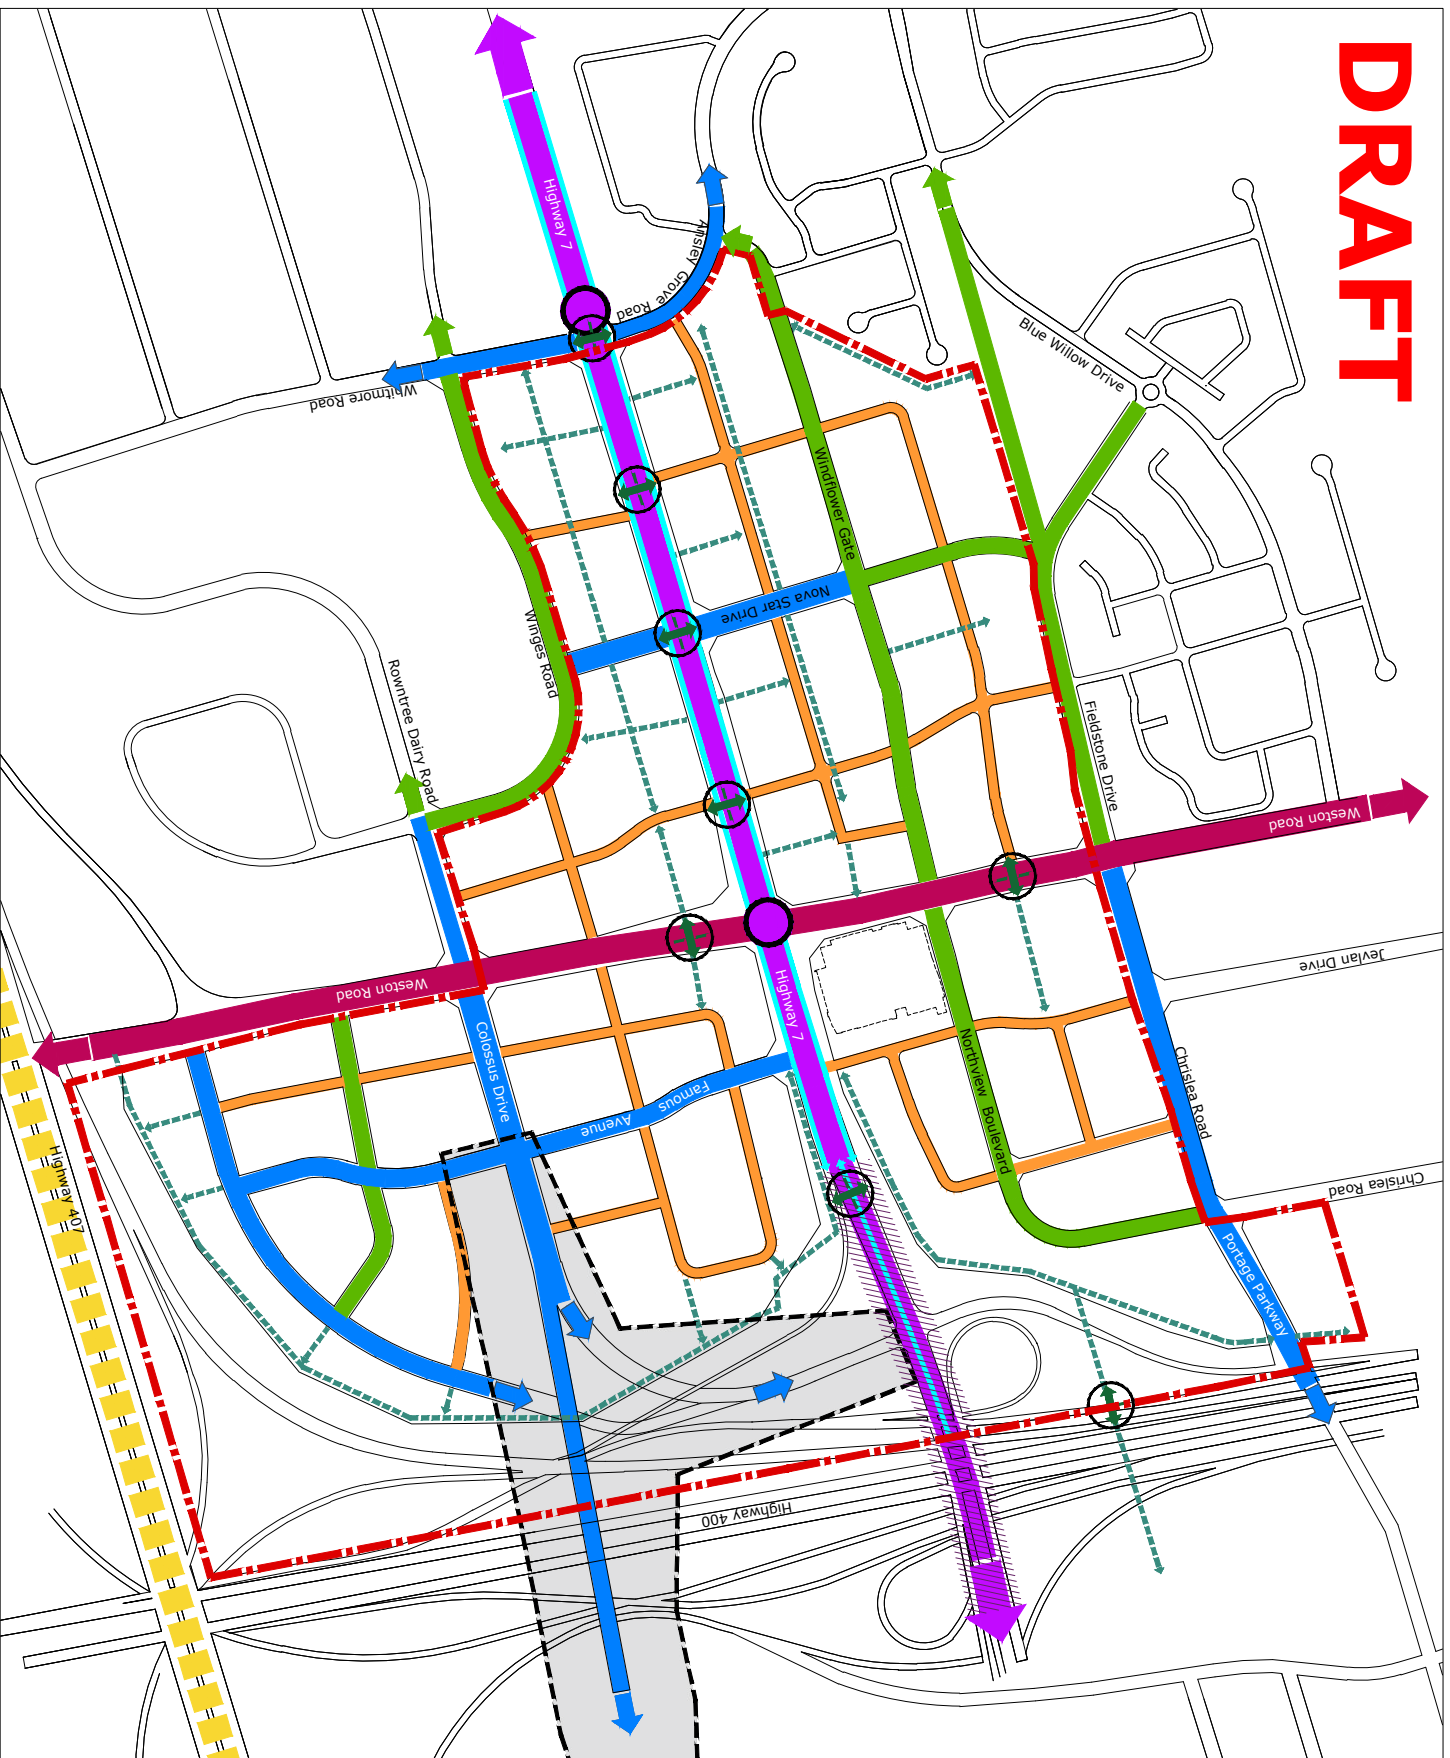 DRAFT
Highway 7
Ansley Grove Road
Whitmore Road
Blue Willow Drive
Windflower Gate
Nova Star Drive
Winges Road
Rowntree Dairy Road
Fieldstone Drive
Weston Road
Jevlan Drive
Weston Road
Highway 7
Colossus Drive
Northview Boulevard
Chrislea Road
Famous Avenue
Highway 407
Chrislea Road
Portage Parkway
Highway 400